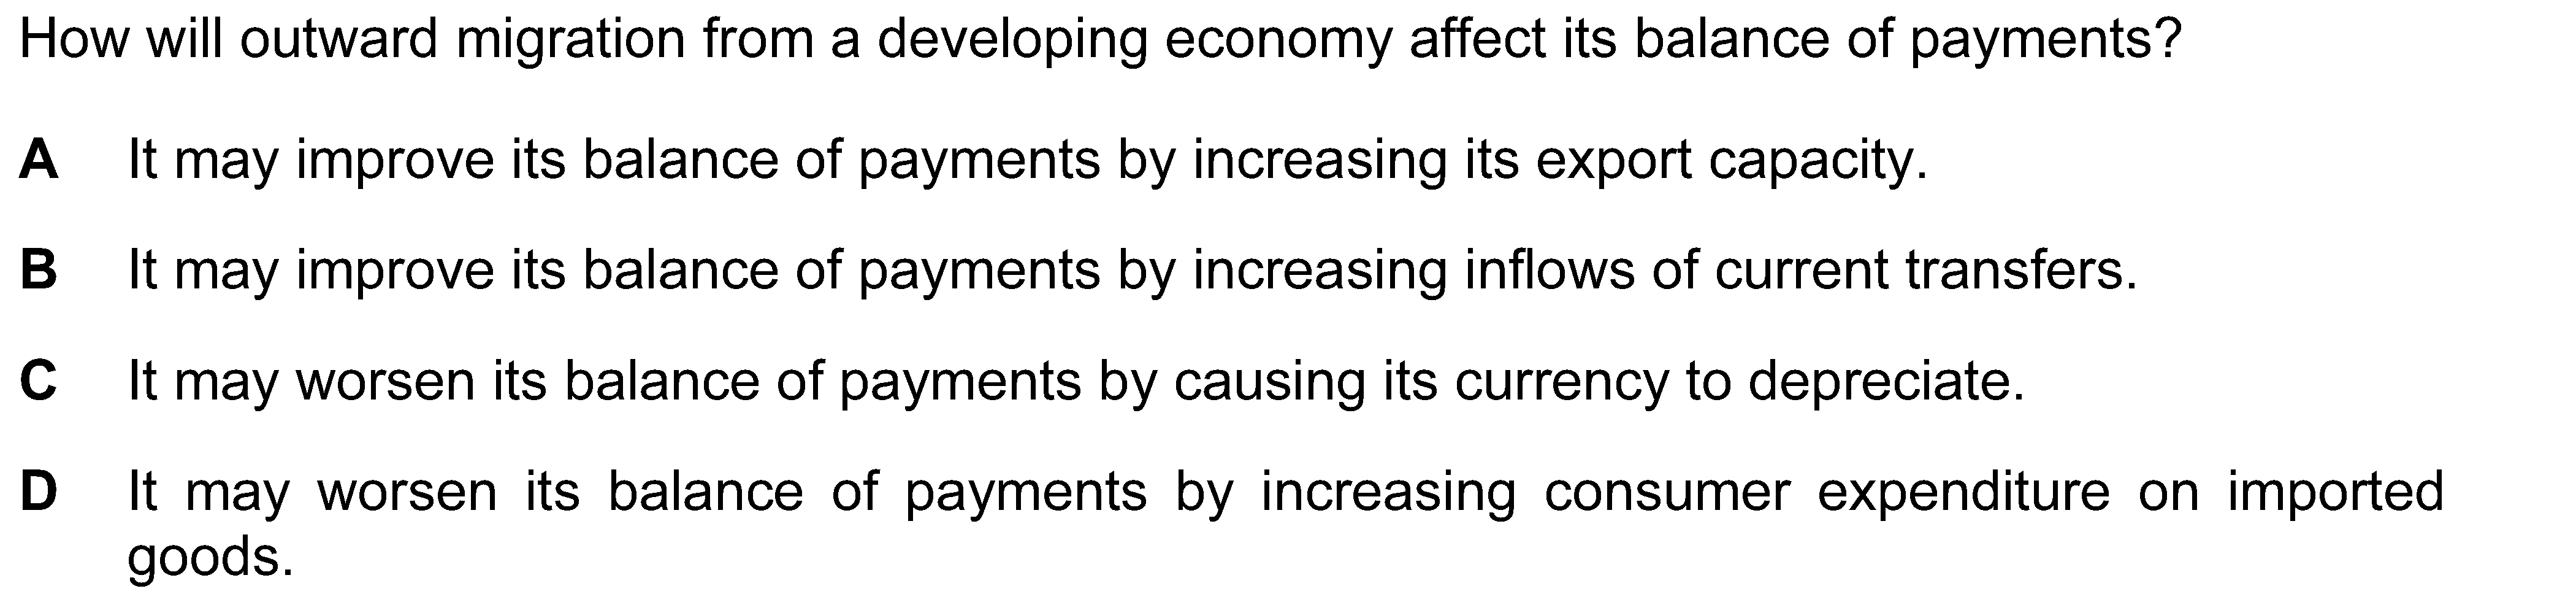 How will outward migration from a developing economy affect its balance of payments?
A It may improve its balance of payments by increasing its export capacity.
B It may improve its balance of payments by increasing inflows of current transfers.
C It may worsen its balance of payments by causing its currency to depreciate.
D It may worsen its balance of payments by increasing consumer expenditure on imported
goods.